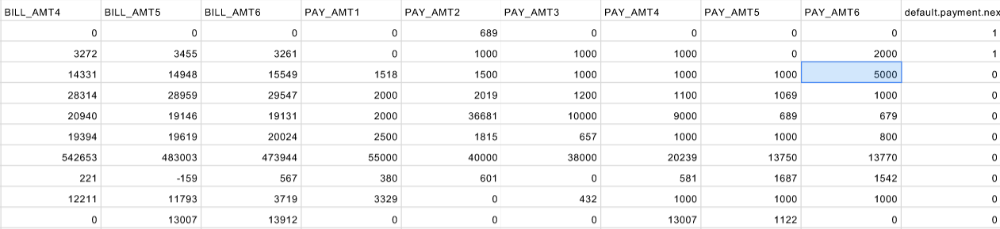 BILL_AMT4 BILL_AMT5 BILL_AMT6 PAY_AMT1 PAY_AMT2 PAY_AMT3 PAY_AMT4 PAY_AMT5 PAY_AMT6 default.payment.nex
0 0 0 0 689 0 0 0 0 1
3272 3455 3261 0 1000 1000 1000 0 2000 1
14331 14948 15549 1518 1500 1000 1000 1000 5000 0
28314 28959 29547 2000 2019 1200 1100 1069 1000 0
20940 19146 19131 2000 36681 10000 9000 689 679 0
19394 19619 20024 2500 1815 657 1000 1000 800 0
542653 483003 473944 55000 40000 38000 20239 13750 13770 0
221 -159 567 380 601 0 581 1687 1542 0
12211 11793 3719 3329 0 432 1000 1000 1000 0
0 13007 13912 0 0 0 13007 1122 0 0